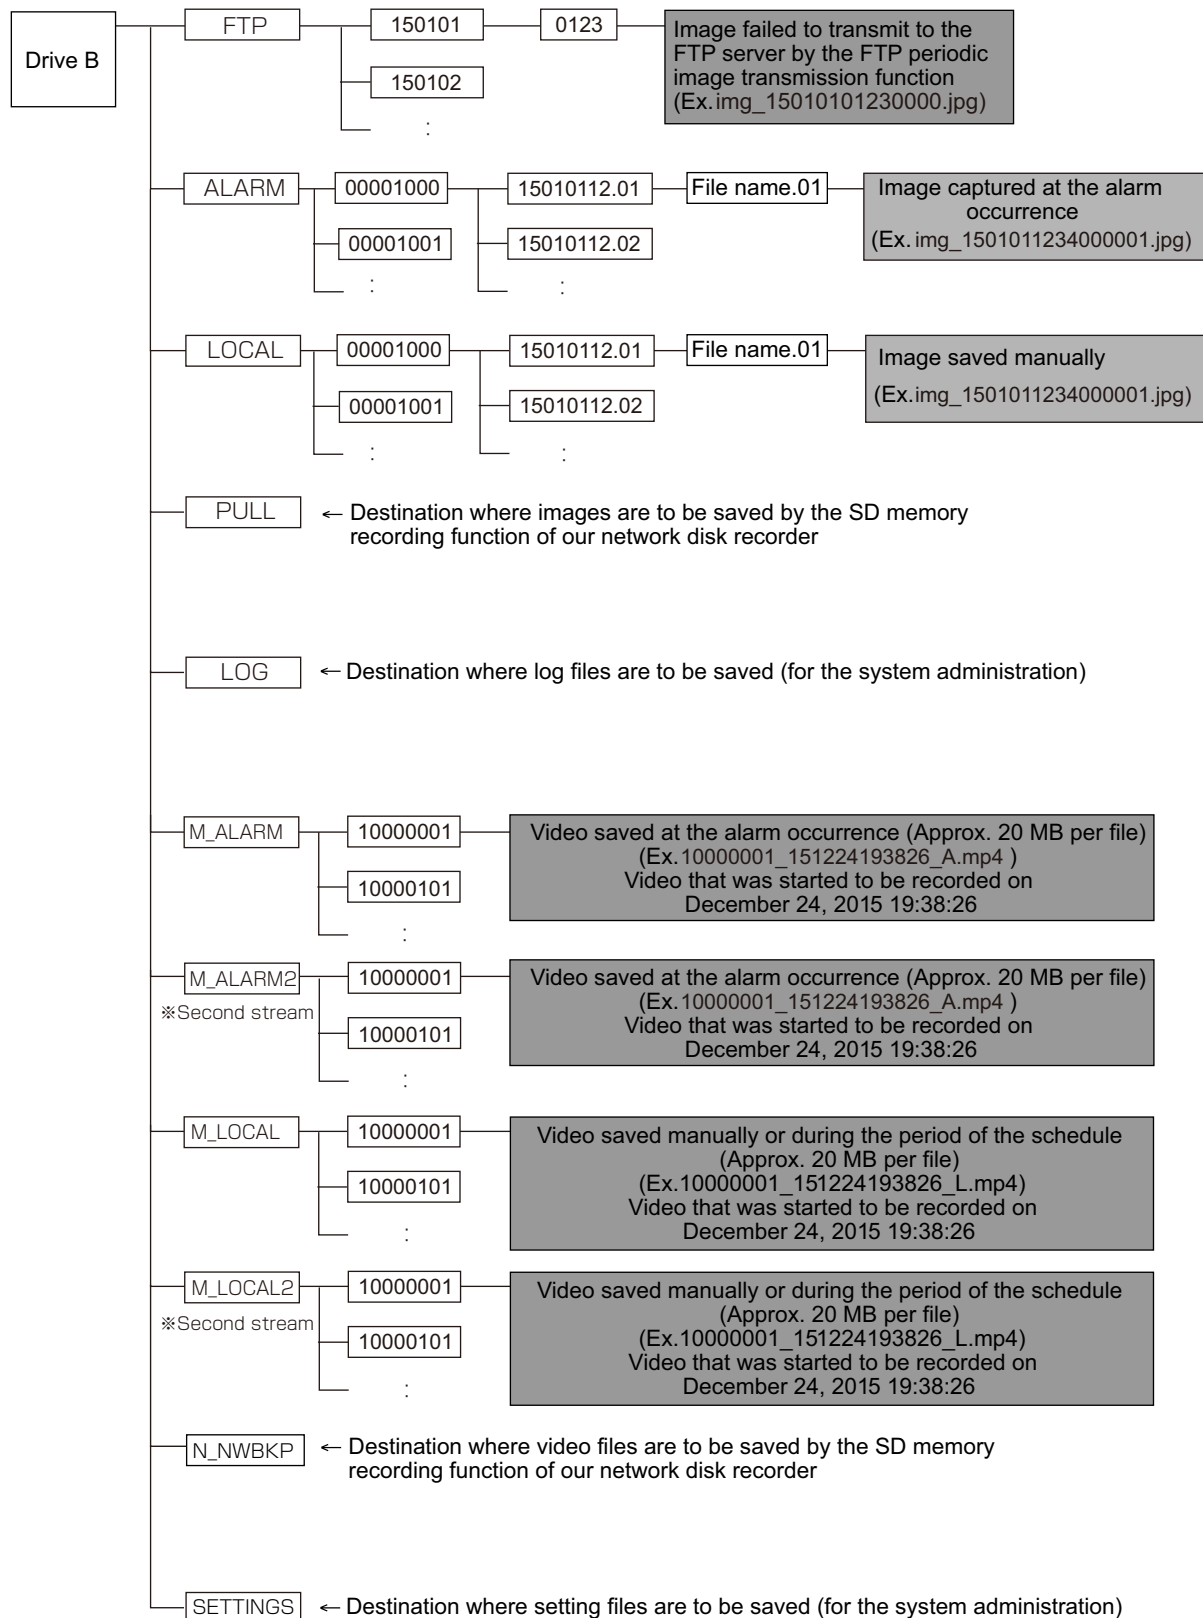 Drive B
FTP
150101
0123
Image failed to transmit to the
FTP server by the FTP periodic
image transmission function
(Ex.img_15010101230000.jpg)
150102
:
ALARM
00001000
15010112.01
File name.01
Image captured at the alarm
occurrence
(Ex. img_1501011234000001.jpg)
00001001
15010112.02
:
:
LOCAL
00001000
15010112.01
File name.01
Image saved manually
(Ex.img_1501011234000001.jpg)
00001001
15010112.02
:
:
PULL
← Destination where images are to be saved by the SD memory
recording function of our network disk recorder
LOG
← Destination where log files are to be saved (for the system administration)
M_ALARM
10000001
Video saved at the alarm occurrence (Approx. 20 MB per file)
(Ex.10000001_151224193826_A.mp4 )
Video that was started to be recorded on
December 24, 2015 19:38:26
10000101
:
M_ALARM2
※Second stream
10000001
Video saved at the alarm occurrence (Approx. 20 MB per file)
(Ex.10000001_151224193826_A.mp4 )
Video that was started to be recorded on
December 24, 2015 19:38:26
10000101
:
M_LOCAL
10000001
Video saved manually or during the period of the schedule
(Approx. 20 MB per file)
(Ex.10000001_151224193826_L.mp4)
Video that was started to be recorded on
December 24, 2015 19:38:26
10000101
:
M_LOCAL2
※Second stream
10000001
Video saved manually or during the period of the schedule
(Approx. 20 MB per file)
(Ex.10000001_151224193826_L.mp4)
Video that was started to be recorded on
December 24, 2015 19:38:26
10000101
:
N_NWBKP
← Destination where video files are to be saved by the SD memory
recording function of our network disk recorder
SETTINGS
← Destination where setting files are to be saved (for the system administration)